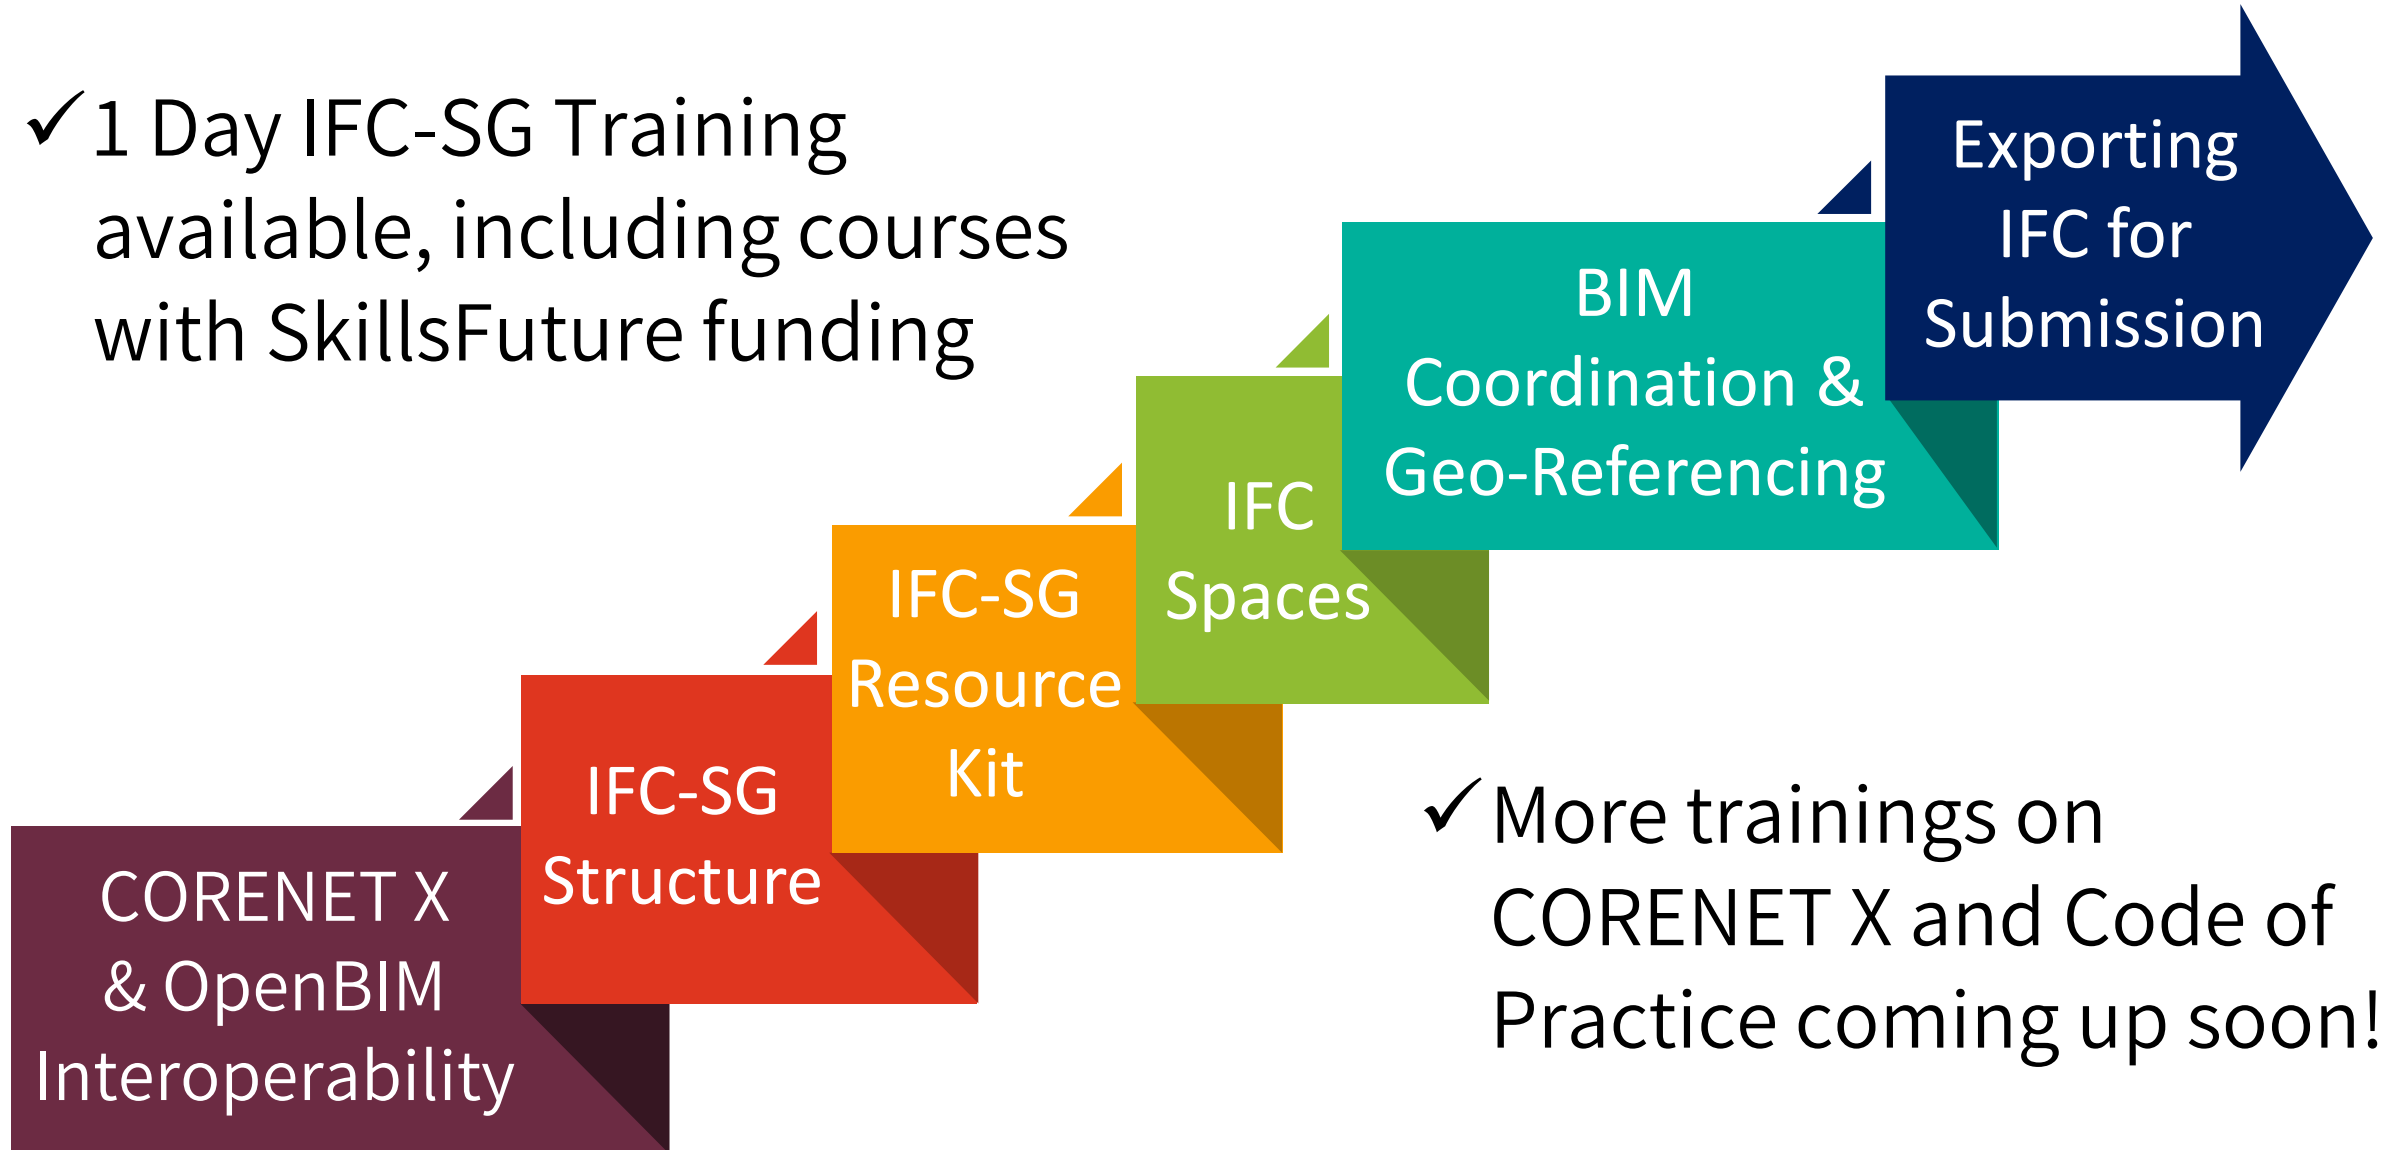 ✓ 1 Day IFC-SG Training
available, including courses
with SkillsFuture funding
CORENET X
& OpenBIM
Interoperability
IFC-SG
Structure
IFC-SG
Resource
Kit
IFC
Spaces
BIM
Coordination &
Geo-Referencing
Exporting
IFC for
Submission
✓ More trainings on
CORENET X and Code of
Practice coming up soon!